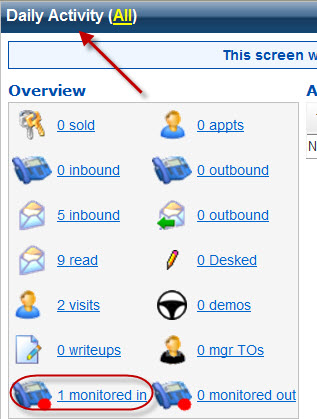 Daily Activity (All)
This screen w
Overview
A
0 sold
0 appts
N
0 inbound
0 outbound
5 inbound
0 outbound
9 read
0 Desked
2 visits
0 demos
0 writeups
0 mgr TOs
1 monitored in
0 monitored out